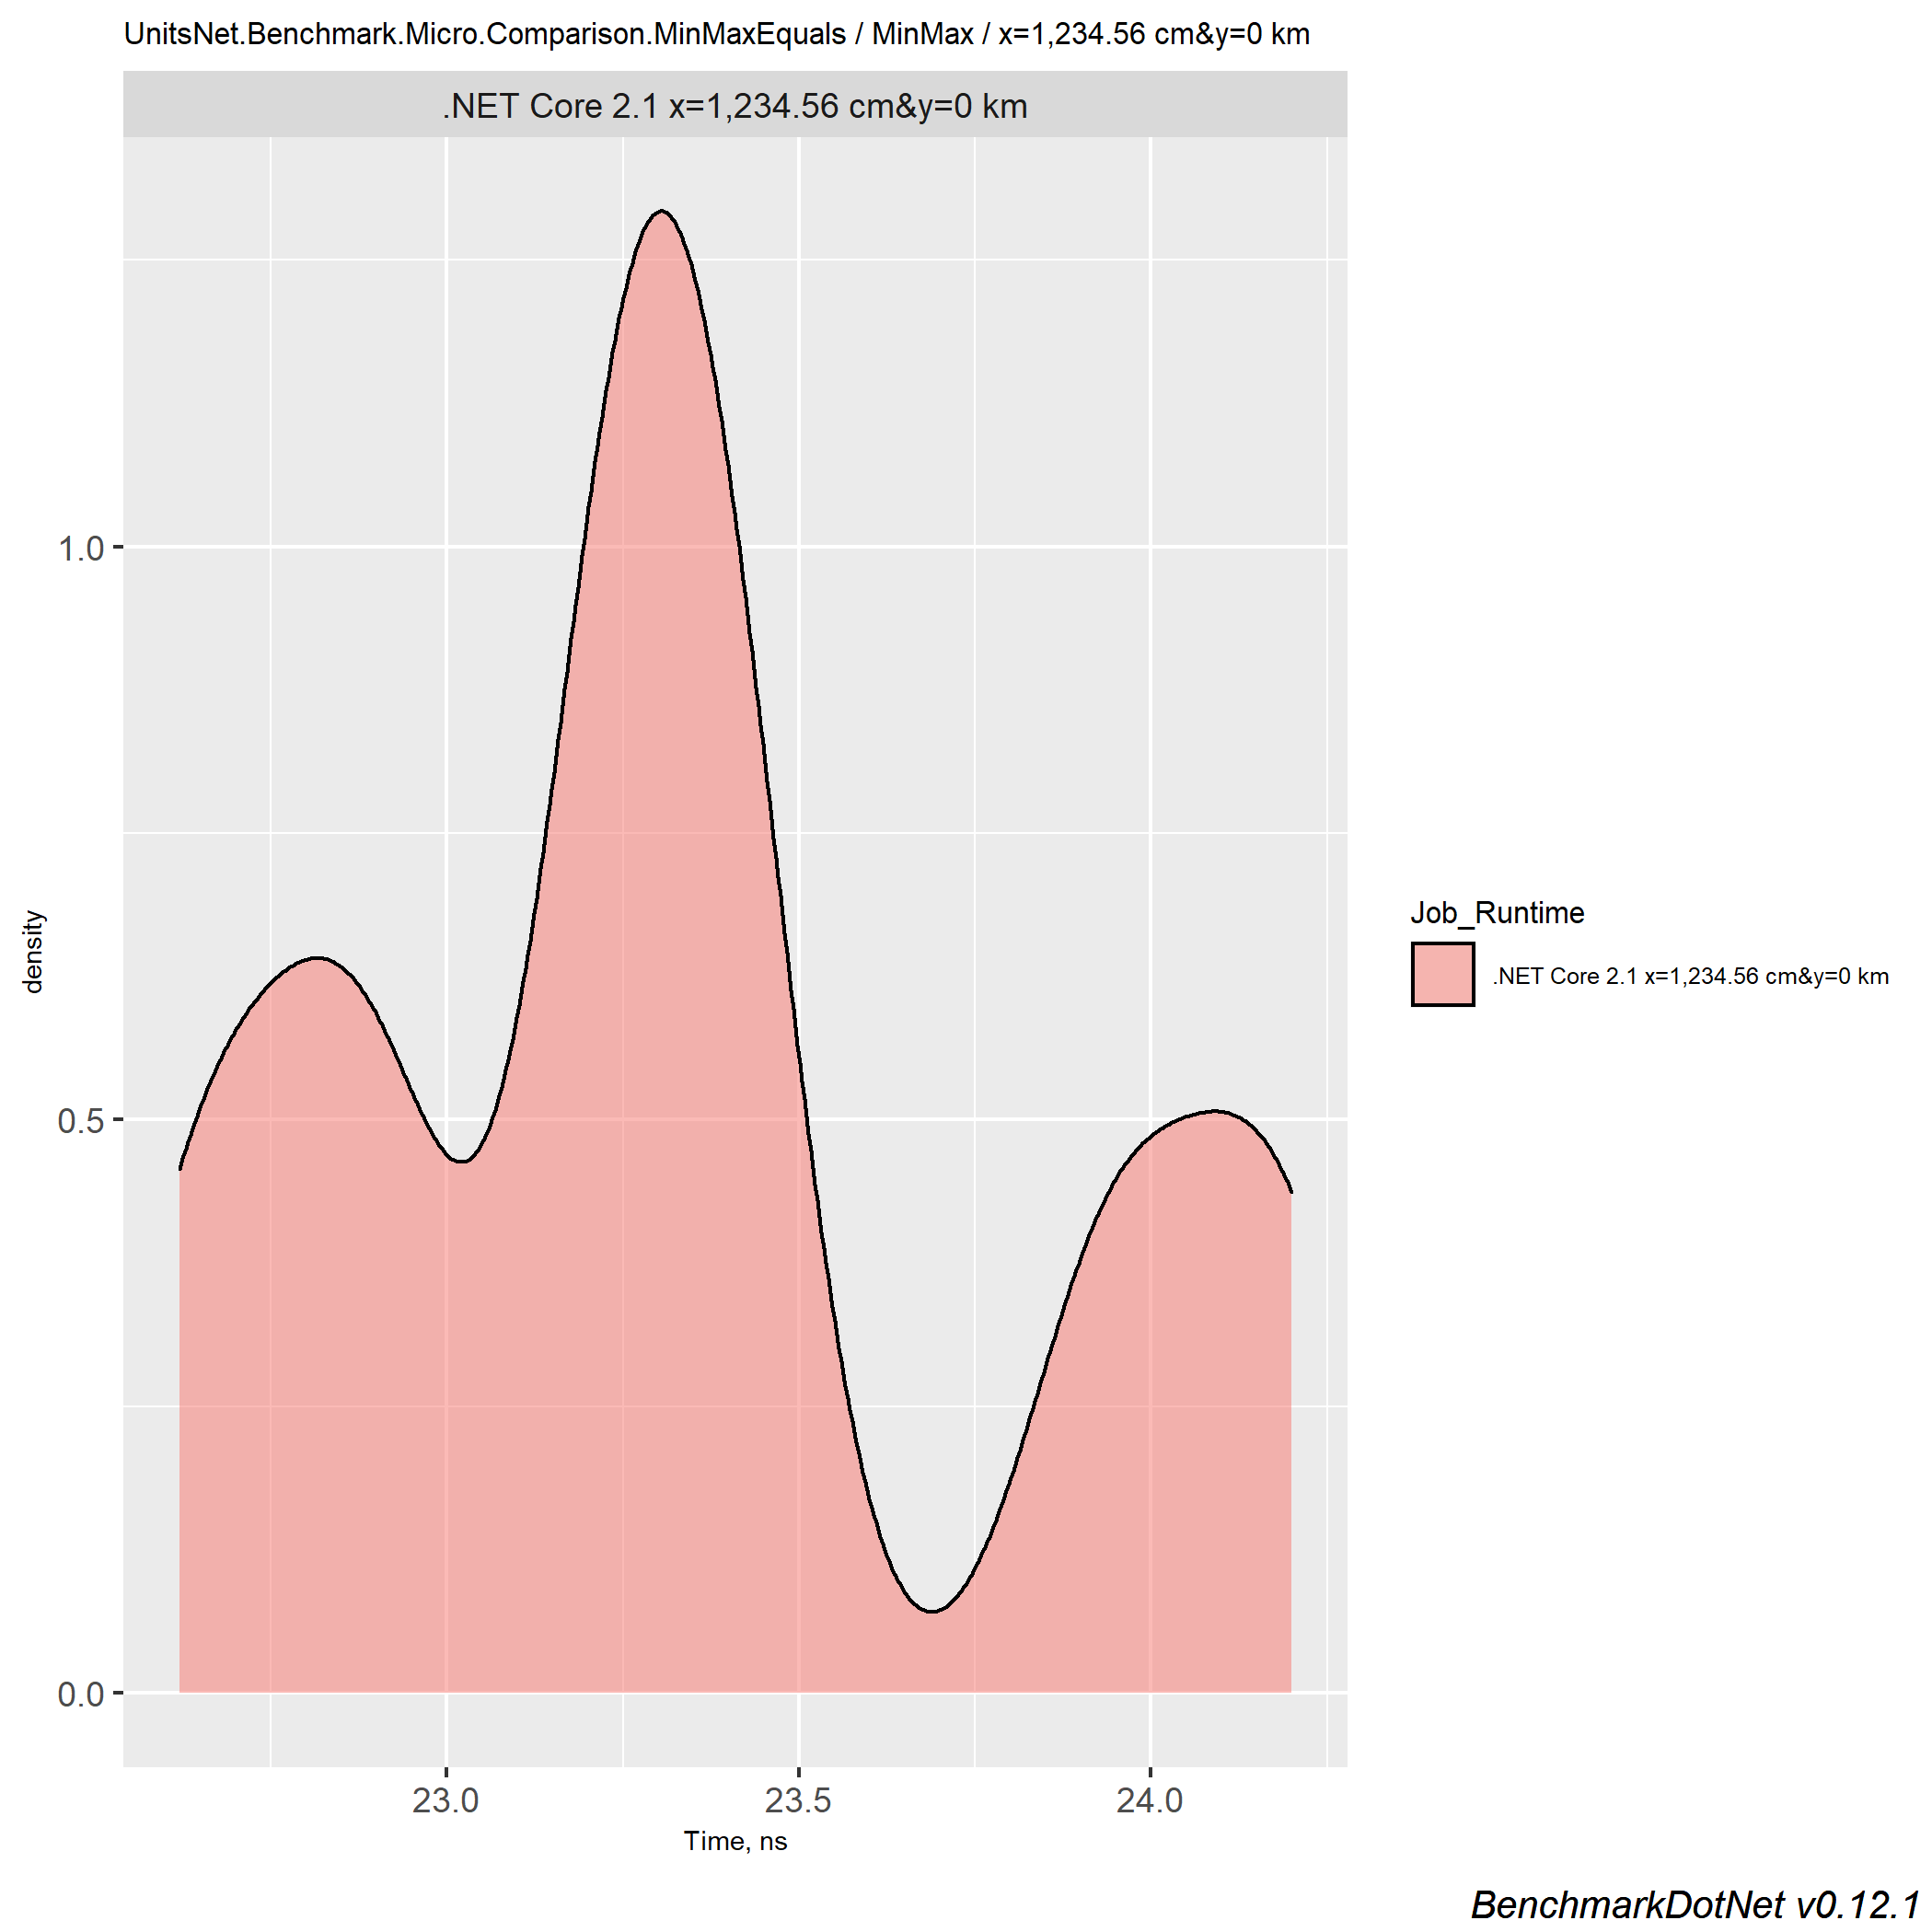 UnitsNet.Benchmark.Micro.Comparison.MinMaxEquals / MinMax / x=1,234.56 cm&y=0 km
.NET Core 2.1 x=1,234.56 cm&y=0 km
1.0
0.5
0.0
density
23.0
23.5
24.0
Time, ns
Job_Runtime
.NET Core 2.1 x=1,234.56 cm&y=0 km
BenchmarkDotNet v0.12.1